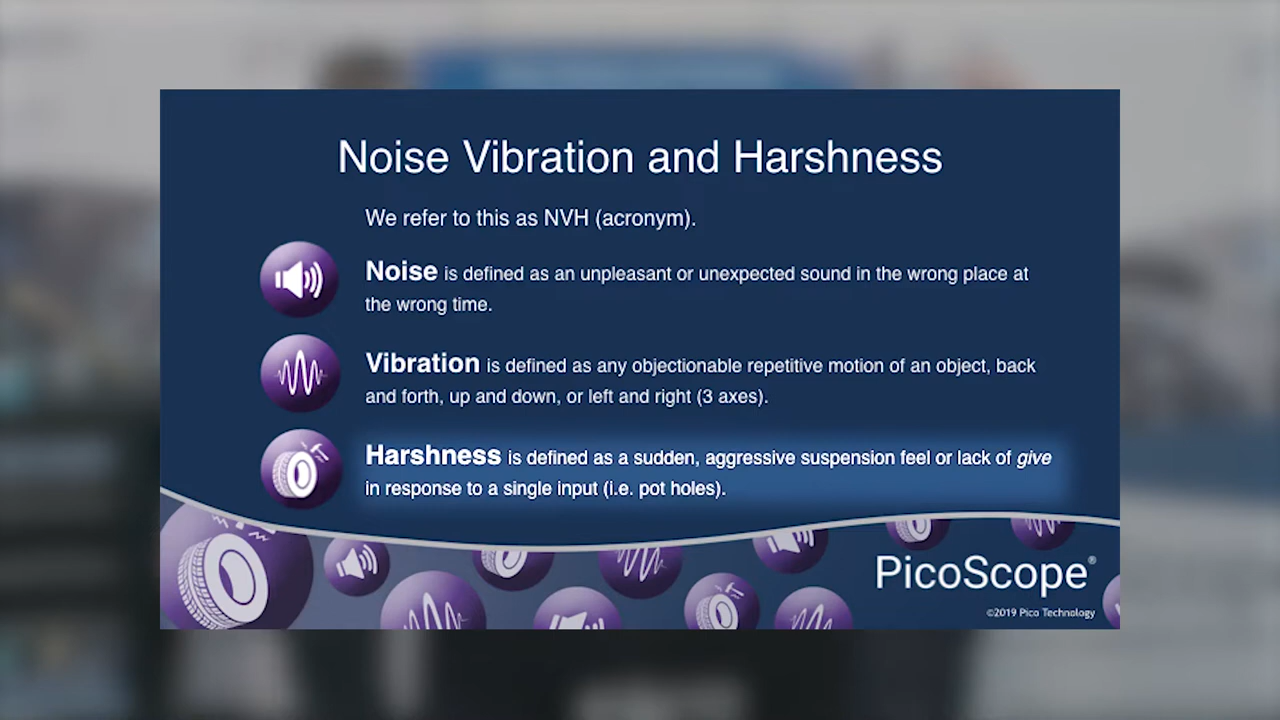 Noise Vibration and Harshness
We refer to this as NVH (acronym).
Noise is defined as an unpleasant or unexpected sound in the wrong place at
the wrong time.
Vibration is defined as any objectionable repetitive motion of an object, back
and forth, up and down, or left and right (3 axes).
Harshness is defined as a sudden, aggressive suspension feel or lack of give
in response to a single input (i.e. pot holes).
PicoScope®
©2019 Pico Technology